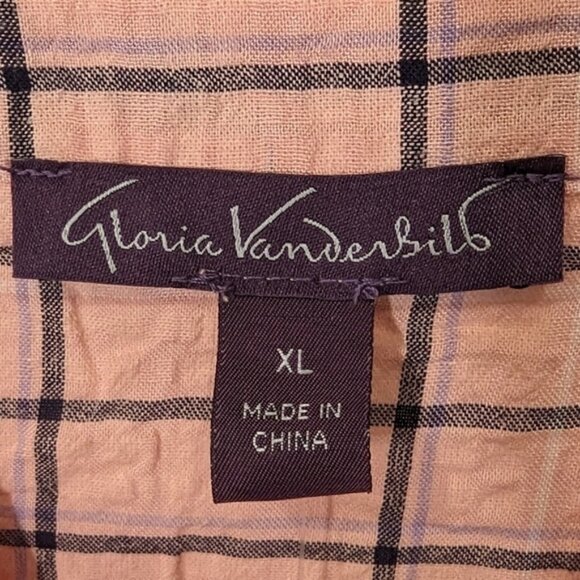 Gloria Vanderbilt
XL
MADE IN
CHINA